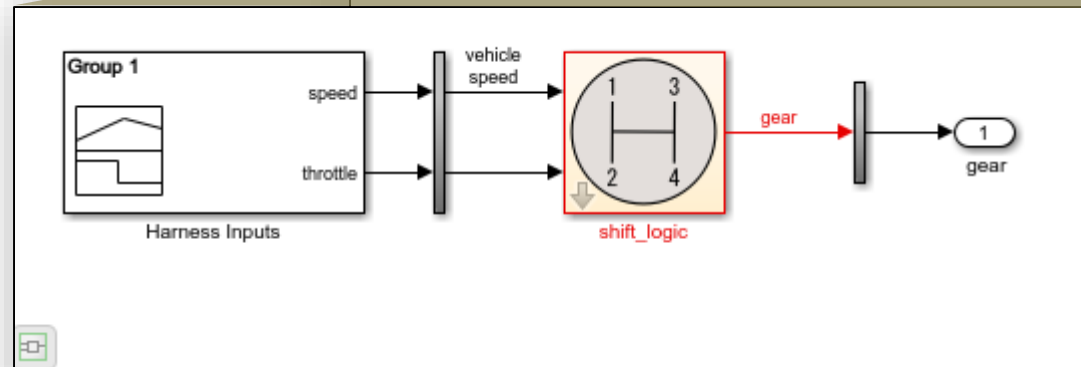 Group 1
speed
throttle
Harness Inputs
vehicle
speed
1 3
2 4
shift_logic
gear
1
gear